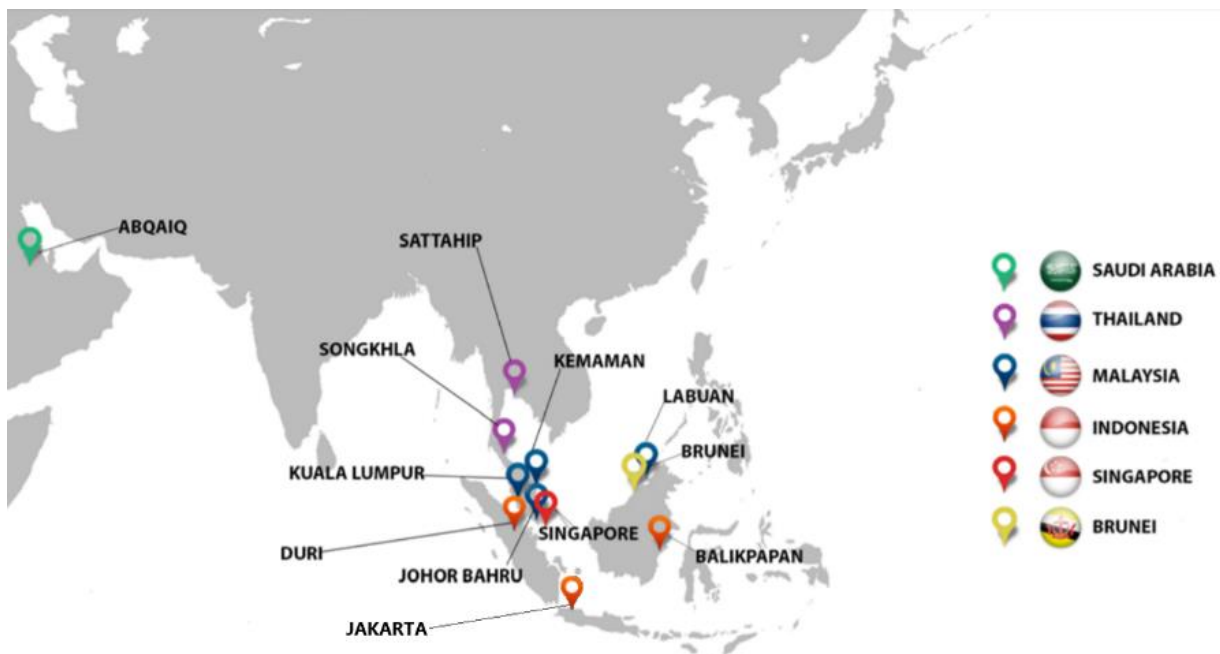 ABQAIQ
SATTAHIP
SONGKHLA
KEMAMAN
LABUAN
BRUNEI
KUALA LUMPUR
SINGAPORE
DURI
JOHOR BAHRU
BALIKPAPAN
JAKARTA
SAUDI ARABIA
THAILAND
MALAYSIA
INDONESIA
SINGAPORE
BRUNEI